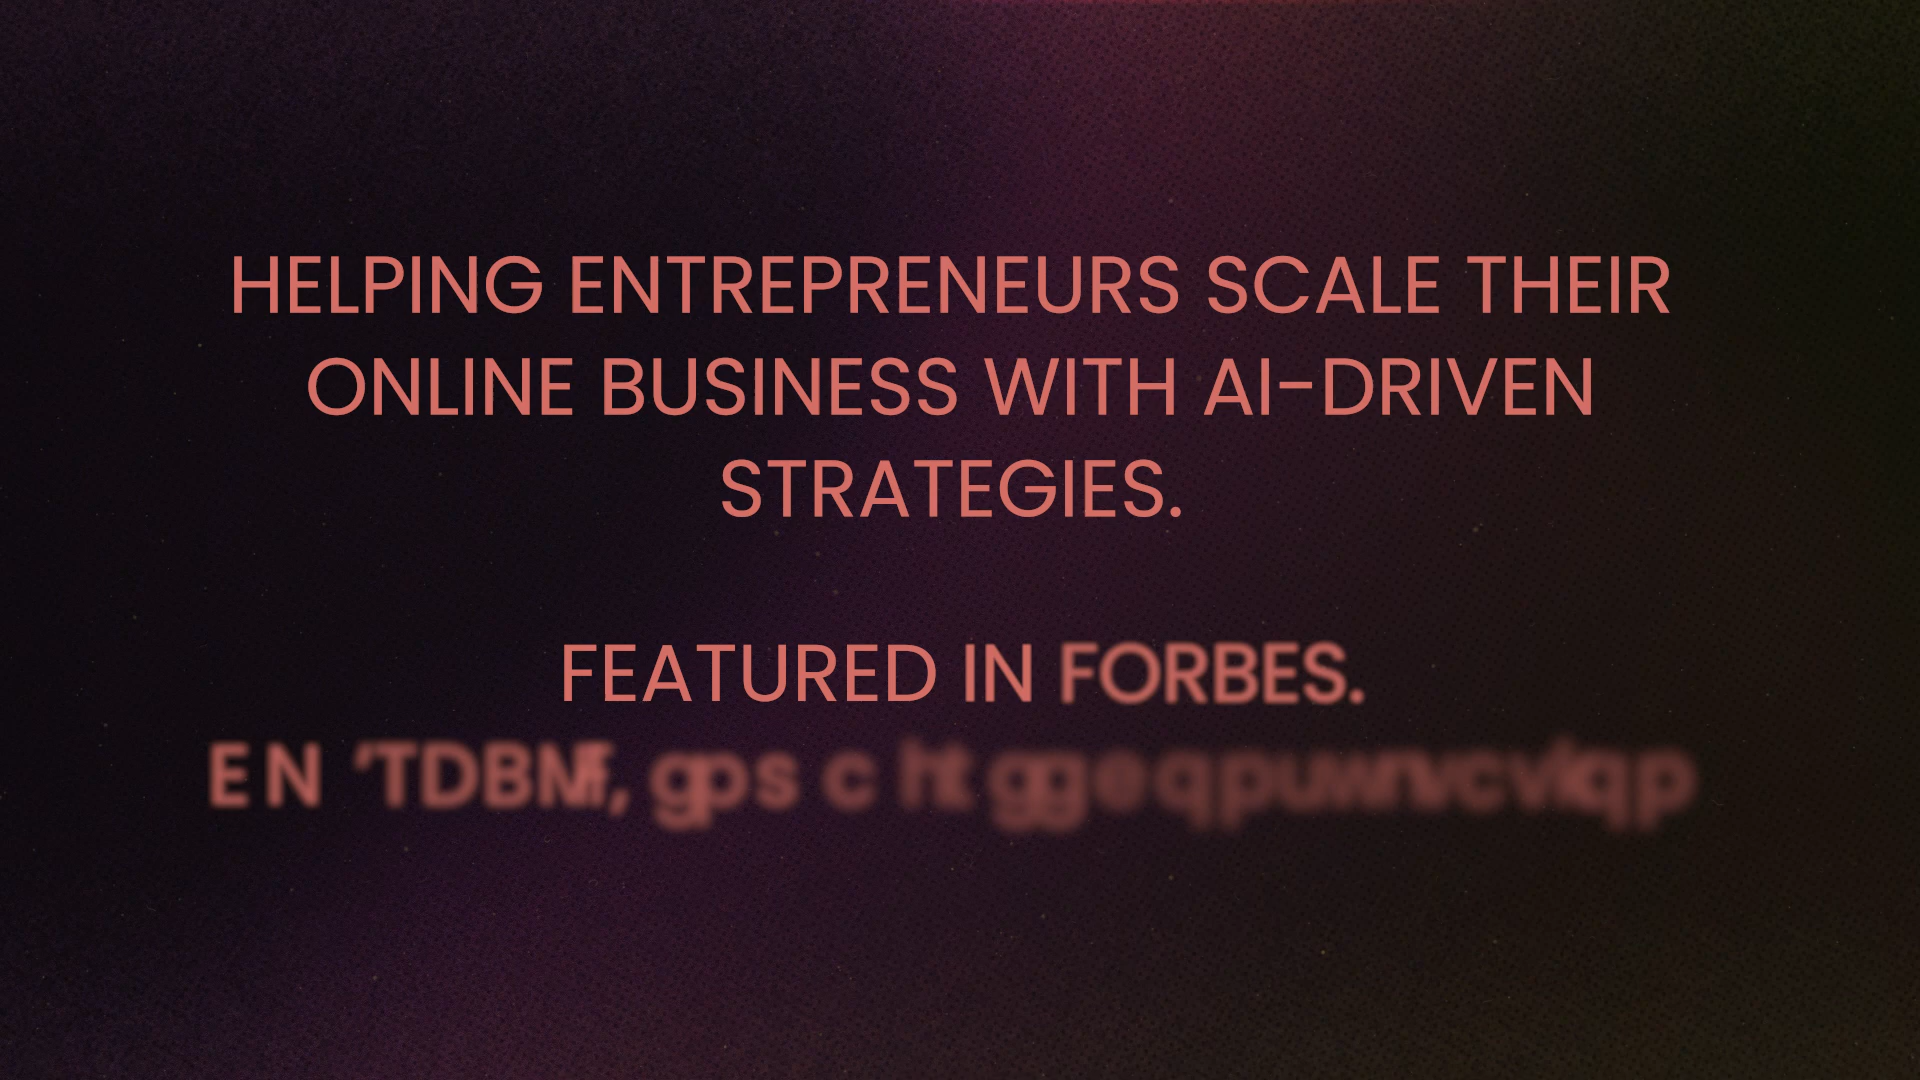 HELPING ENTREPRENEURS SCALE THEIR
ONLINE BUSINESS WITH AI-DRIVEN
STRATEGIES.
FEATURED IN FORBES.